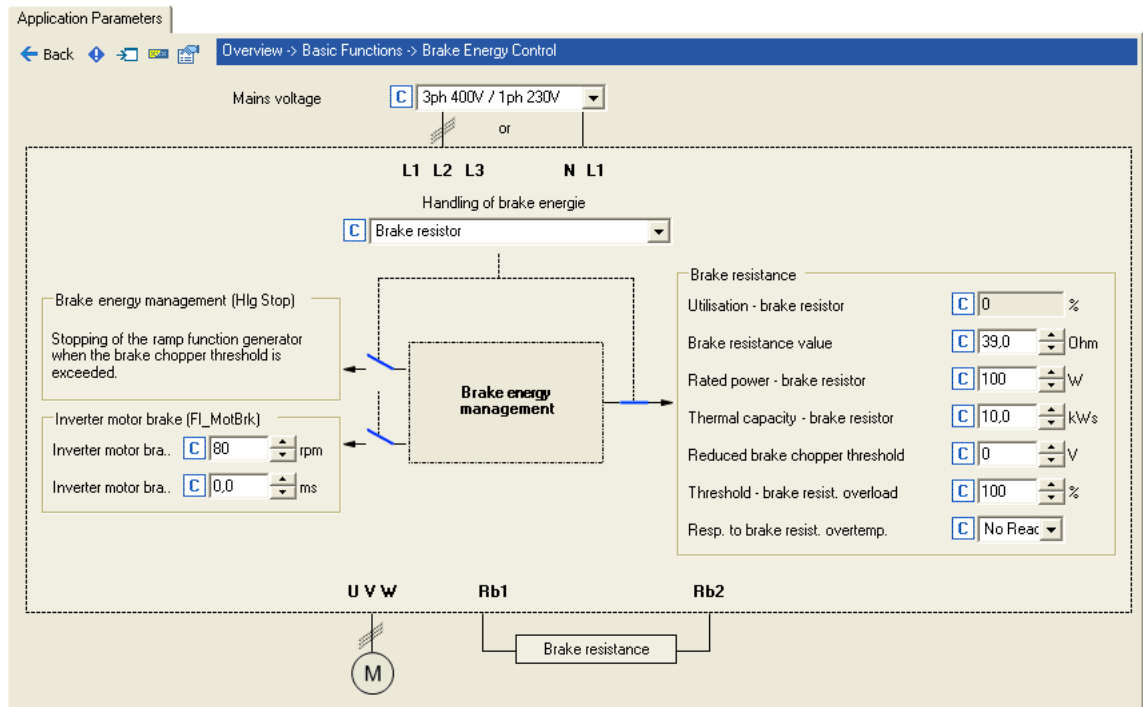 Application Parameters
Back
Overview -> Basic Functions -> Brake Energy Control
Mains voltage
C
3ph 400V / 1ph 230V
or
L1 L2 L3
N L1
Handling of brake energie
C
Brake resistor
Brake energy management (Hlg Stop)
Stopping of the ramp function generator
when the brake chopper threshold is
exceeded.
Inverter motor brake (FI_MotBrk)
Inverter motor bra.. C 80 rpm
Inverter motor bra.. C 0,0 ms
Brake energy
management
Brake resistance
Utilisation - brake resistor C 0 %
Brake resistance value C 39,0 Ohm
Rated power - brake resistor C 100 W
Thermal capacity - brake resistor C 10,0 kWs
Reduced brake chopper threshold C 0 V
Threshold - brake resist. overload C 100 %
Resp. to brake resist. overtemp. C No Reac
U V W
Rb1
Rb2
Brake resistance
M